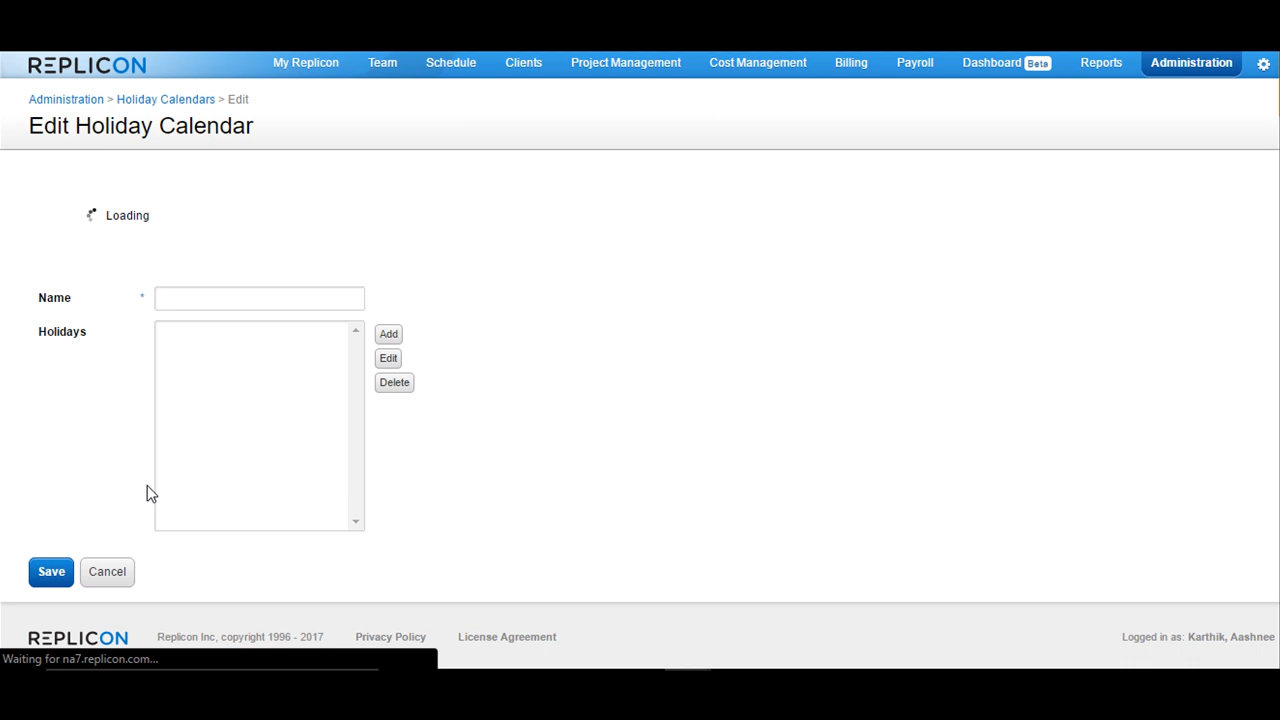 REPLICON
My Replicon Team Schedule Clients Project Management Cost Management Billing Payroll Dashboard Beta Reports Administration
Administration > Holiday Calendars > Edit
Edit Holiday Calendar
Loading
Name *
Holidays
Add
Edit
Delete
Save Cancel
REPLICON Replicon Inc, copyright 1996 - 2017 Privacy Policy License Agreement Logged in as: Karthik, Aashnee
Waiting for na7.replicon.com...